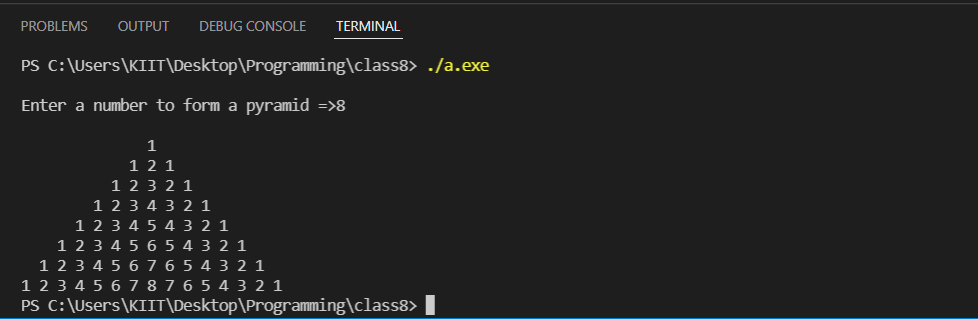 PROBLEMS OUTPUT DEBUG CONSOLE TERMINAL
PS C:\Users\KIIT\Desktop\Programming\class8> ./a.exe
Enter a number to form a pyramid =>8
1
1 2 1
1 2 3 2 1
1 2 3 4 3 2 1
1 2 3 4 5 4 3 2 1
1 2 3 4 5 6 5 4 3 2 1
1 2 3 4 5 6 7 6 5 4 3 2 1
1 2 3 4 5 6 7 8 7 6 5 4 3 2 1
PS C:\Users\KIIT\Desktop\Programming\class8>